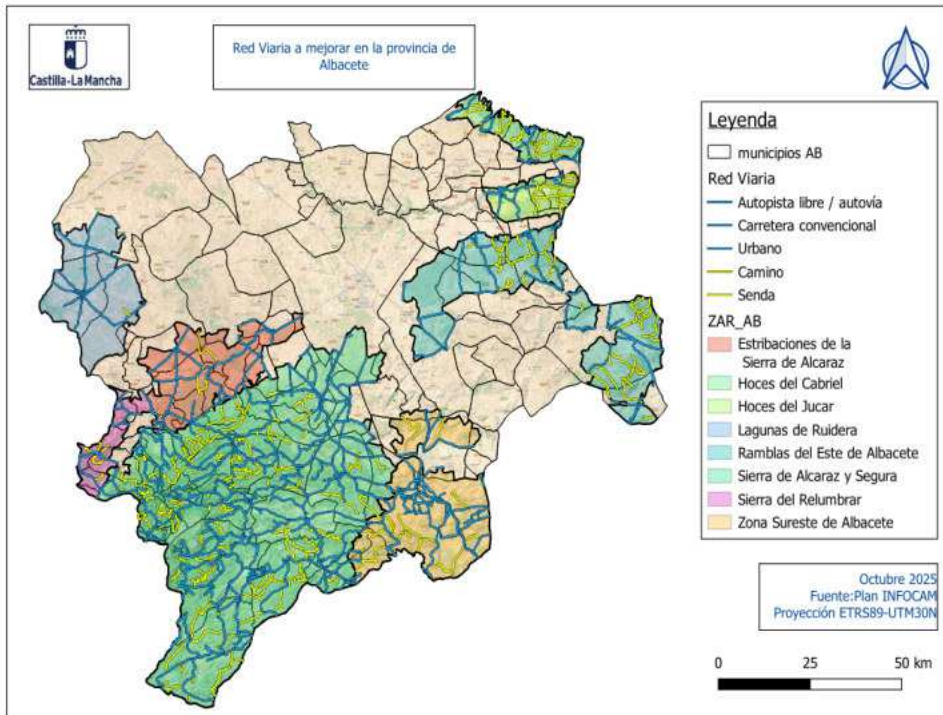 Castilla-La Mancha
Red Viaria a mejorar en la provincia de
Albacete
Leyenda
municipios AB
Red Viaria
Autopista libre / autovía
Carretera convencional
Urbano
Camino
Senda
ZAR_AB
Estribaciones de la
Sierra de Alcaraz
Hoces del Cabriel
Hoces del Jucar
Lagunas de Ruidera
Ramblas del Este de Albacete
Sierra de Alcaraz y Segura
Sierra del Relumbrar
Zona Sureste de Albacete
Octubre 2025
Fuente:Plan INFOCAM
Proyección ETRS89-UTM30N
0 25 50 km